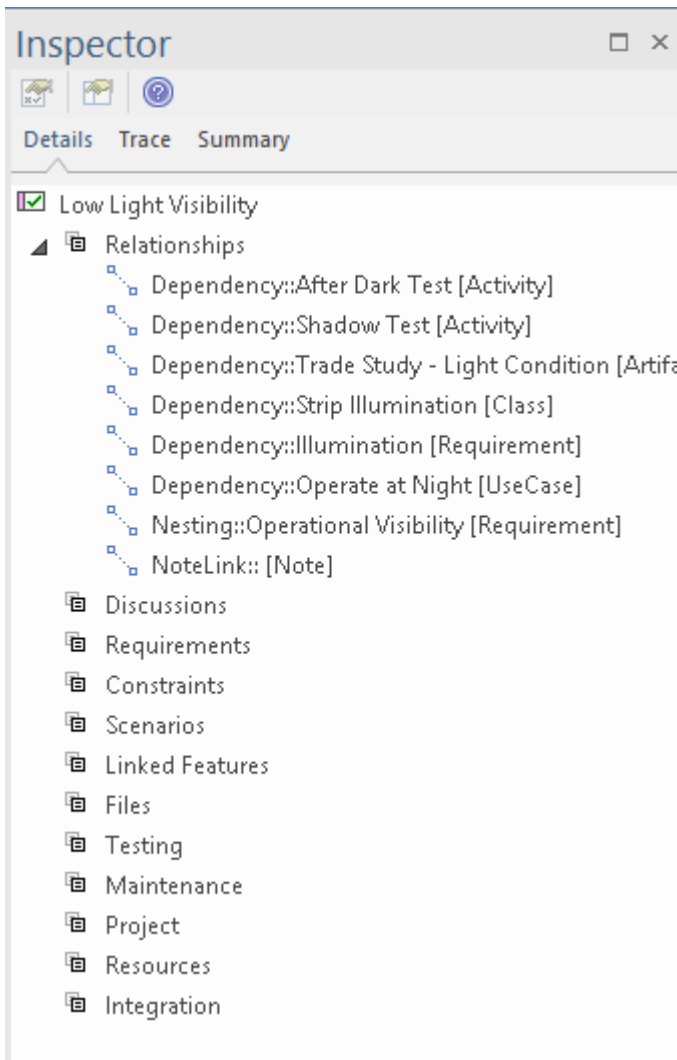 Inspector
Details Trace Summary
Low Light Visibility
Relationships
Dependency::After Dark Test [Activity]
Dependency::Shadow Test [Activity]
Dependency::Trade Study - Light Condition [Artifa
Dependency::Strip Illumination [Class]
Dependency::Illumination [Requirement]
Dependency::Operate at Night [UseCase]
Nesting::Operational Visibility [Requirement]
NoteLink:: [Note]
Discussions
Requirements
Constraints
Scenarios
Linked Features
Files
Testing
Maintenance
Project
Resources
Integration